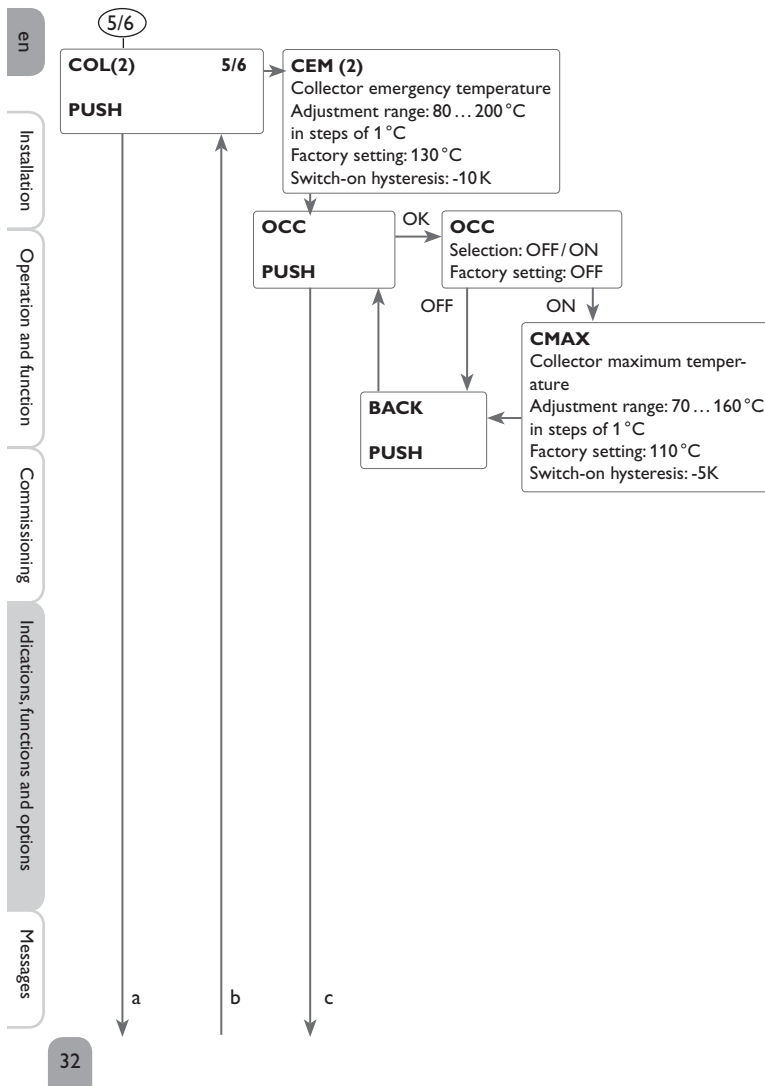 en
Installation
Operation and function
Commissioning
Indications, functions and options
Messages
5/6
COL(2) 5/6
PUSH
CEM (2)
Collector emergency temperature
Adjustment range: 80 … 200 °C
in steps of 1 °C
Factory setting: 130 °C
Switch-on hysteresis: -10 K
OCC
PUSH
OK
OCC
Selection: OFF / ON
Factory setting: OFF
OFF
ON
CMAX
Collector maximum temper-
ature
Adjustment range: 70 … 160 °C
in steps of 1 °C
Factory setting: 110 °C
Switch-on hysteresis: -5K
BACK
PUSH
a
b
c
32